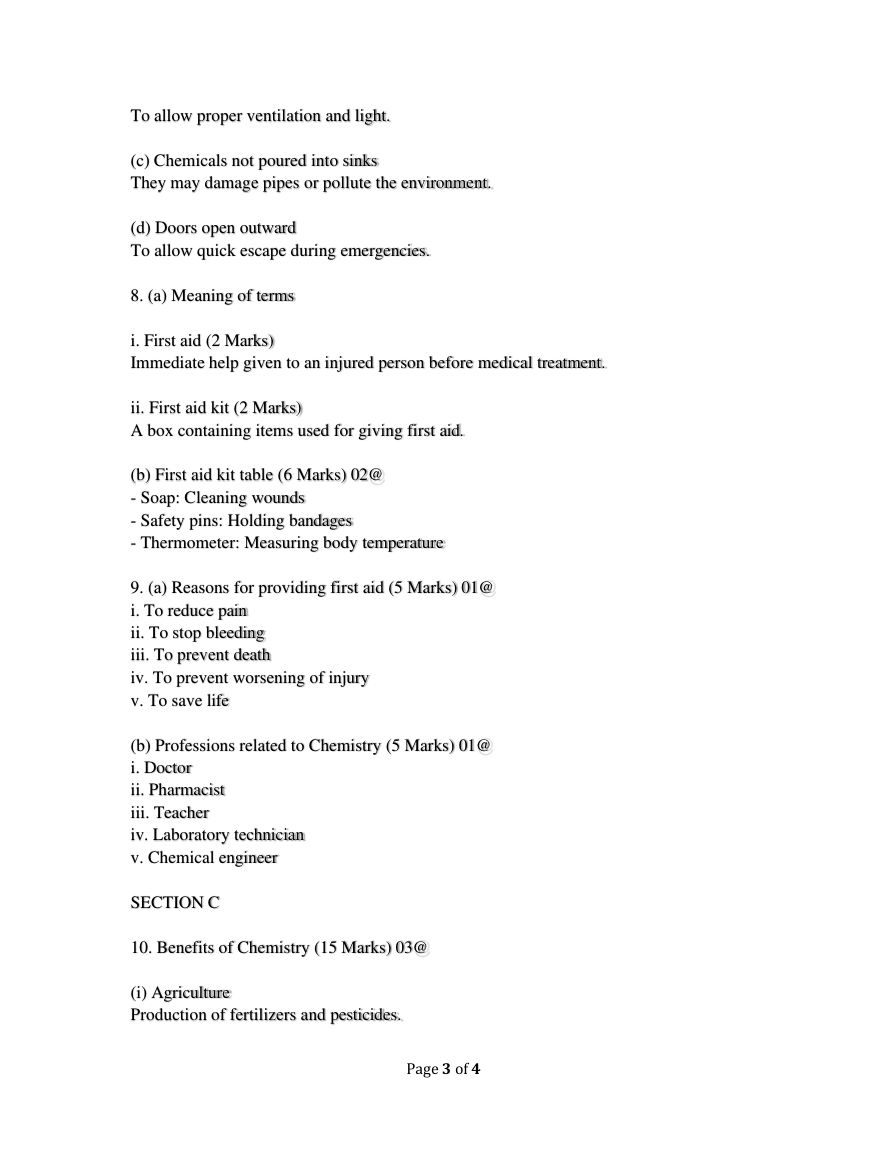 To allow proper ventilation and light.
(c) Chemicals not poured into sinks
They may damage pipes or pollute the environment.
(d) Doors open outward
To allow quick escape during emergencies.
8. (a) Meaning of terms
i. First aid (2 Marks)
Immediate help given to an injured person before medical treatment.
ii. First aid kit (2 Marks)
A box containing items used for giving first aid.
(b) First aid kit table (6 Marks) 02@
- Soap: Cleaning wounds
- Safety pins: Holding bandages
- Thermometer: Measuring body temperature
9. (a) Reasons for providing first aid (5 Marks) 01@
i. To reduce pain
ii. To stop bleeding
iii. To prevent death
iv. To prevent worsening of injury
v. To save life
(b) Professions related to Chemistry (5 Marks) 01@
i. Doctor
ii. Pharmacist
iii. Teacher
iv. Laboratory technician
v. Chemical engineer
SECTION C
10. Benefits of Chemistry (15 Marks) 03@
(i) Agriculture
Production of fertilizers and pesticides.
Page 3 of 4